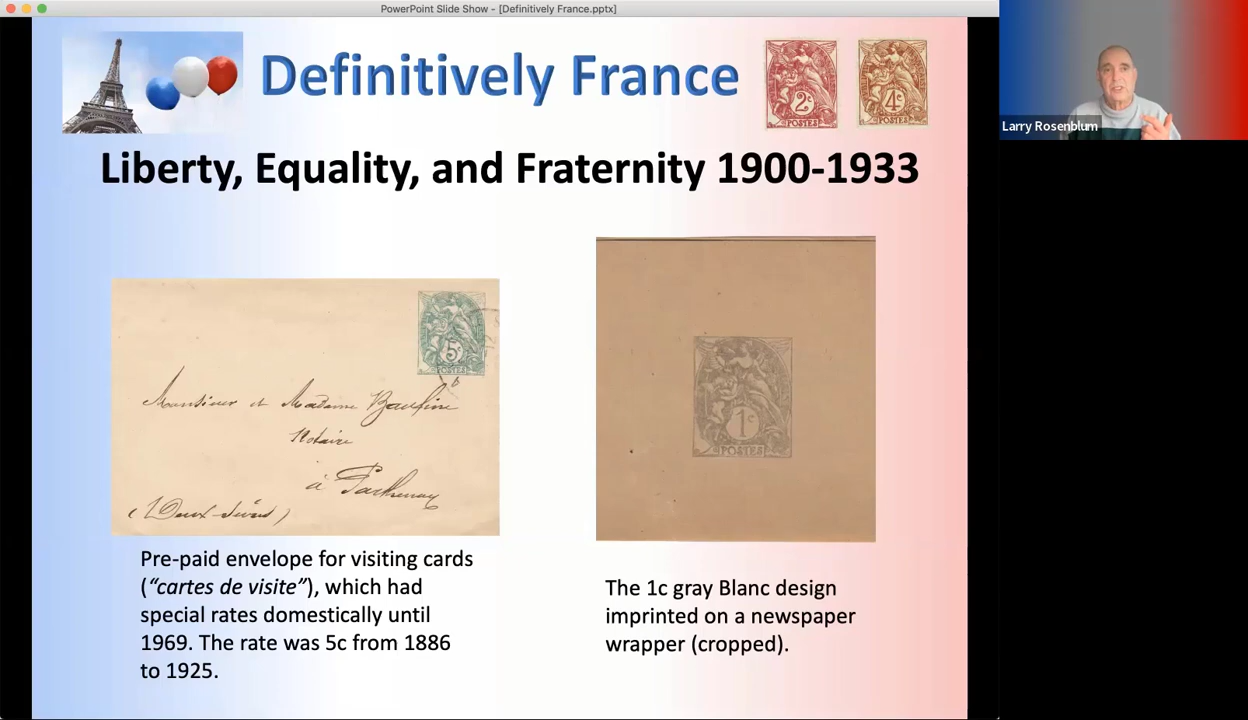 PowerPoint Slide Show - [Definitively France.pptx]
Definitively France
2c
POSTES
4c
POSTES
Larry Rosenblum
Liberty, Equality, and Fraternity 1900-1933
5c
POSTES
Monsieur et Madame
Notaire
à Parthenay
(Deux-Sèvres)
1c
POSTES
Pre-paid envelope for visiting cards
(“cartes de visite”), which had
special rates domestically until
1969. The rate was 5c from 1886
to 1925.
The 1c gray Blanc design
imprinted on a newspaper
wrapper (cropped).